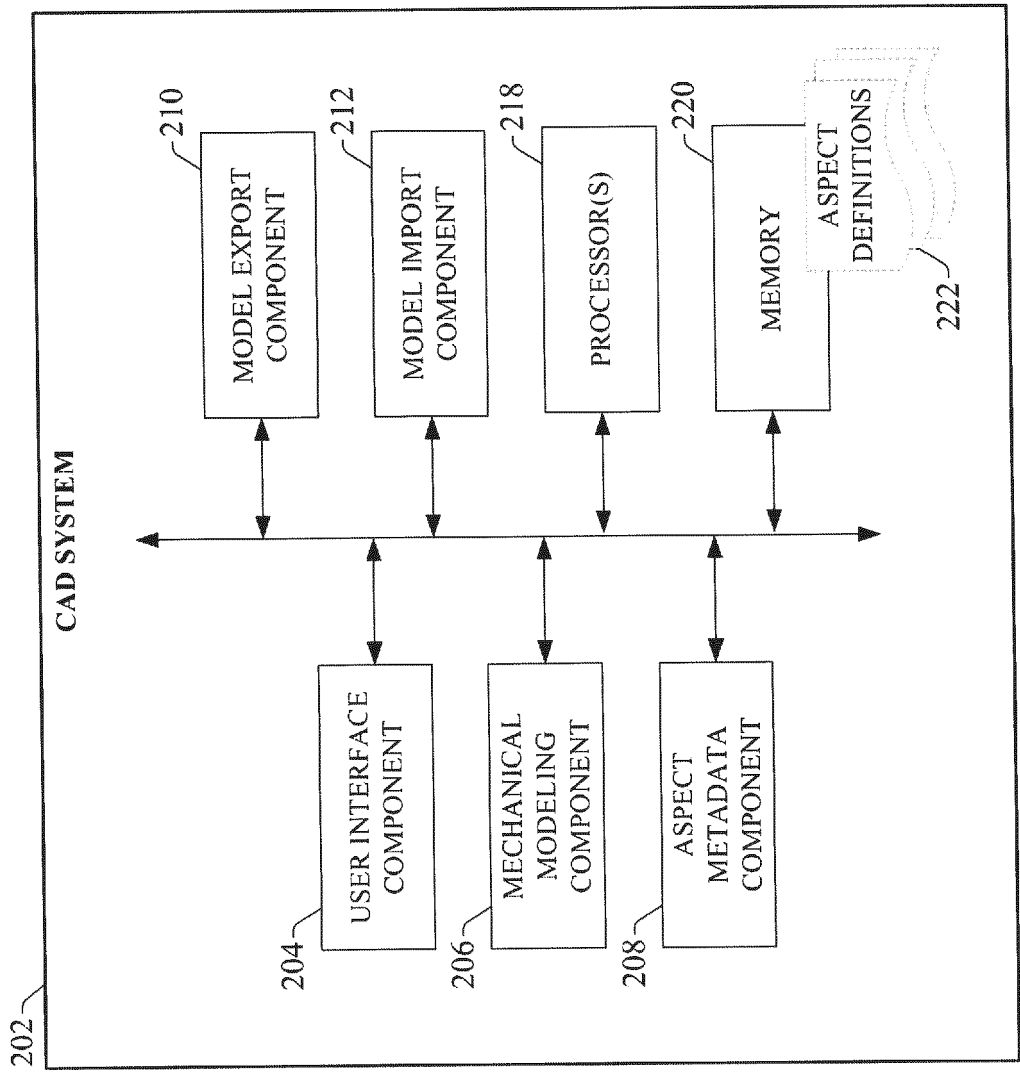 202
CAD SYSTEM
204
USER INTERFACE
COMPONENT
206
MECHANICAL
MODELING
COMPONENT
208
ASPECT
METADATA
COMPONENT
210
MODEL EXPORT
COMPONENT
212
MODEL IMPORT
COMPONENT
218
PROCESSOR(S)
220
MEMORY
ASPECT
DEFINITIONS
222